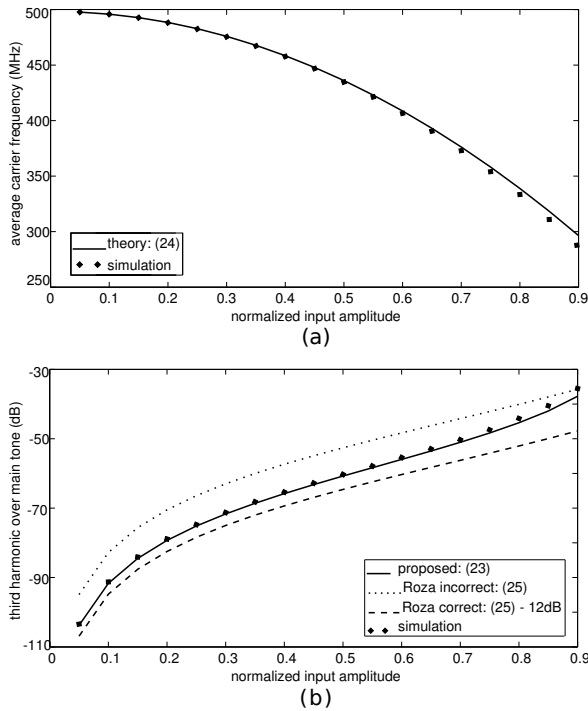 500
450
400
350
300
250
average carrier frequency (MHz)
theory: (24)
simulation
0 0.1 0.2 0.3 0.4 0.5 0.6 0.7 0.8 0.9
normalized input amplitude
(a)
-30
-50
-70
-90
-110
third harmonic over main tone (dB)
proposed: (23)
Roza incorrect: (25)
Roza correct: (25) - 12dB
simulation
0 0.1 0.2 0.3 0.4 0.5 0.6 0.7 0.8 0.9
normalized input amplitude
(b)